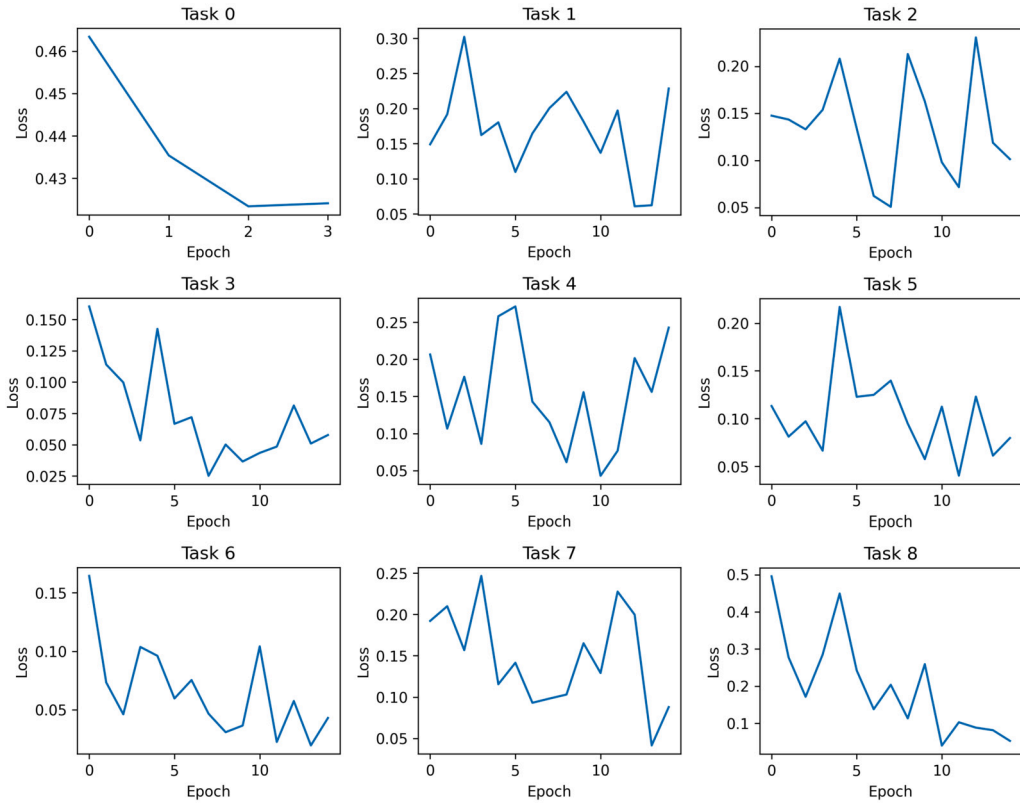 Task 0
Loss
0.46
0.45
0.44
0.43
0
1
2
3
Epoch
Task 1
Loss
0.30
0.25
0.20
0.15
0.10
0.05
0
5
10
Epoch
Task 2
Loss
0.20
0.15
0.10
0.05
0
5
10
Epoch
Task 3
Loss
0.150
0.125
0.100
0.075
0.050
0.025
0
5
10
Epoch
Task 4
Loss
0.25
0.20
0.15
0.10
0.05
0
5
10
Epoch
Task 5
Loss
0.20
0.15
0.10
0.05
0
5
10
Epoch
Task 6
Loss
0.15
0.10
0.05
0
5
10
Epoch
Task 7
Loss
0.25
0.20
0.15
0.10
0.05
0
5
10
Epoch
Task 8
Loss
0.5
0.4
0.3
0.2
0.1
0
5
10
Epoch